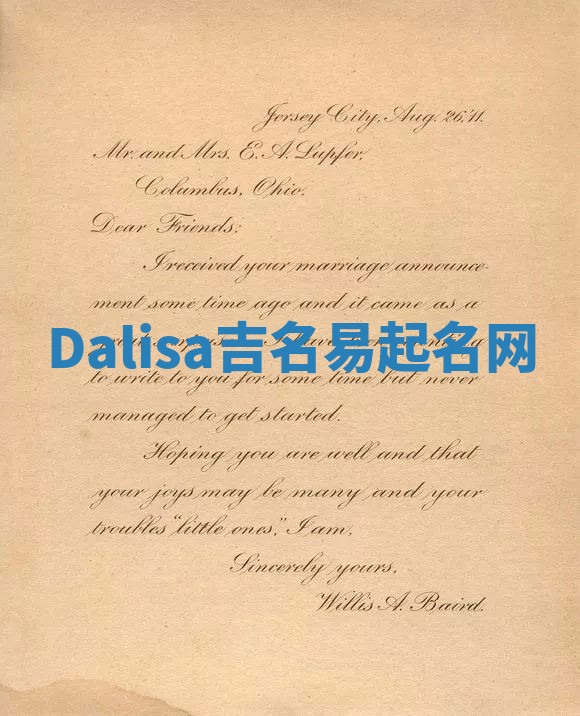 Jersey City, Aug. 26,'11.
Mr. and Mrs. E. A. Lupfer,
Columbus, Ohio.
Dear Friends:
I received your marriage announce-
ment some time ago and it came as a
Dalisa吉名易起名网
to write to you for some time but never
managed to get started.
Hoping you are well and that
your joys may be many and your
troubles "little ones," I am,
Sincerely yours,
Willis A. Baird.